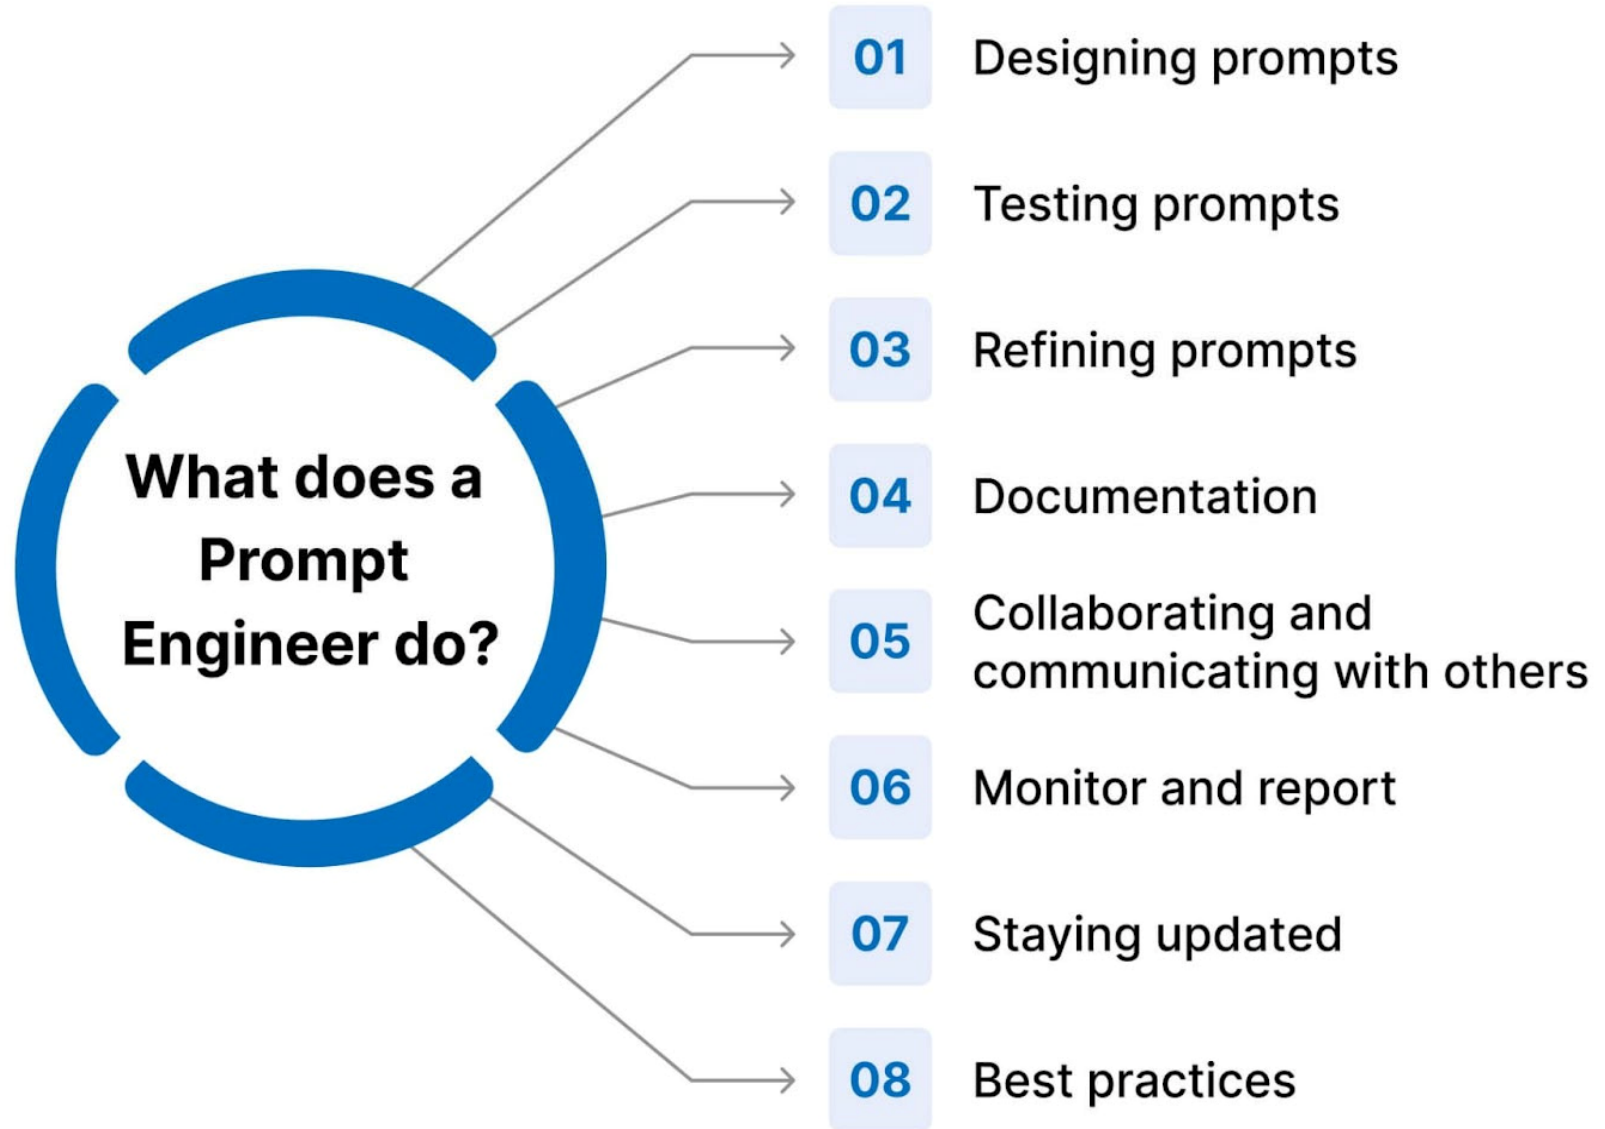 What does a
Prompt
Engineer do?
01 Designing prompts
02 Testing prompts
03 Refining prompts
04 Documentation
05 Collaborating and
communicating with others
06 Monitor and report
07 Staying updated
08 Best practices